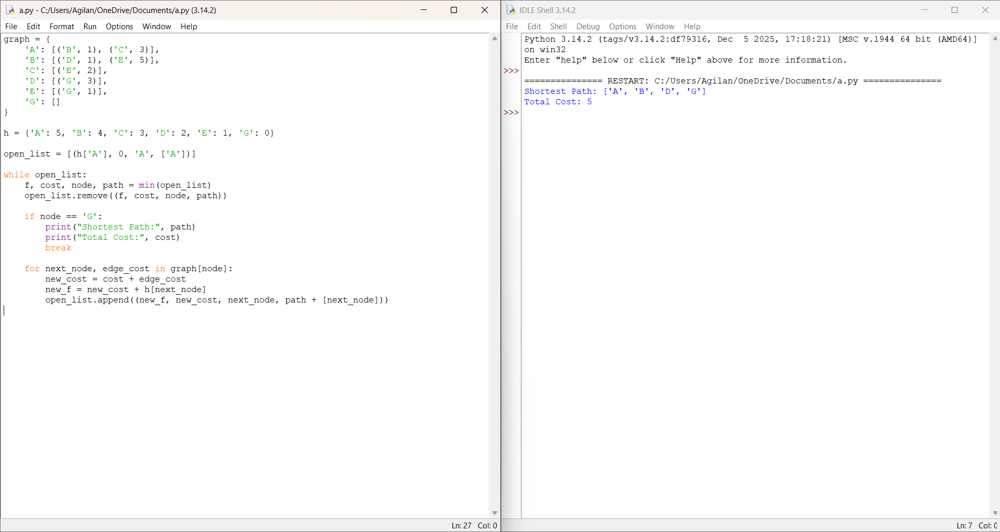 a.py - C:/Users/Agilan/OneDrive/Documents/a.py (3.14.2)
File Edit Format Run Options Window Help
graph = {
    'A': [('B', 1), ('C', 3)],
    'B': [('D', 1), ('E', 5)],
    'C': [('E', 2)],
    'D': [('G', 3)],
    'E': [('G', 1)],
    'G': []
}

h = {'A': 5, 'B': 4, 'C': 3, 'D': 2, 'E': 1, 'G': 0}

open_list = [(h['A'], 0, 'A', ['A'])]

while open_list:
    f, cost, node, path = min(open_list)
    open_list.remove((f, cost, node, path))

    if node == 'G':
        print("Shortest Path:", path)
        print("Total Cost:", cost)
        break

    for next_node, edge_cost in graph[node]:
        new_cost = cost + edge_cost
        new_f = new_cost + h[next_node]
        open_list.append((new_f, new_cost, next_node, path + [next_node]))
Ln: 27 Col: 0
IDLE Shell 3.14.2
File Edit Shell Debug Options Window Help
Python 3.14.2 (tags/v3.14.2:df79316, Dec  5 2025, 17:18:21) [MSC v.1944 64 bit (AMD64)]
on win32
Enter "help" below or click "Help" above for more information.
>>>
=============== RESTART: C:/Users/Agilan/OneDrive/Documents/a.py ===============
Shortest Path: ['A', 'B', 'D', 'G']
Total Cost: 5
>>>
Ln: 7 Col: 0